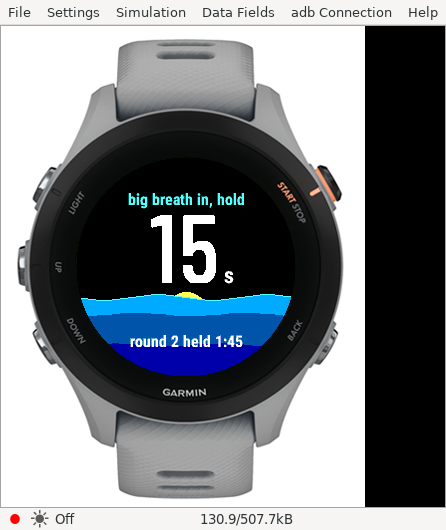 File Settings Simulation Data Fields adb Connection Help
LIGHT
START STOP
big breath in, hold
15 s
UP
DOWN
BACK
round 2 held 1:45
GARMIN
Off 130.9/507.7kB